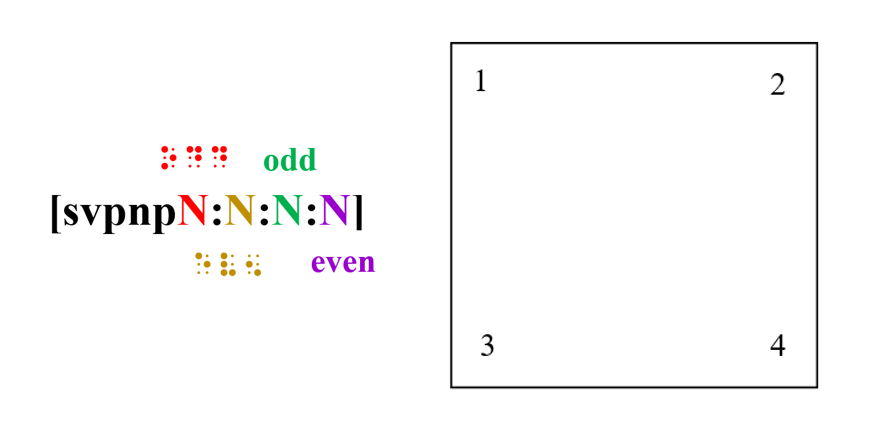 ⠕⠙⠙ odd
[svpnpN:N:N:N]
⠑⠧⠢ even
1 2
3 4